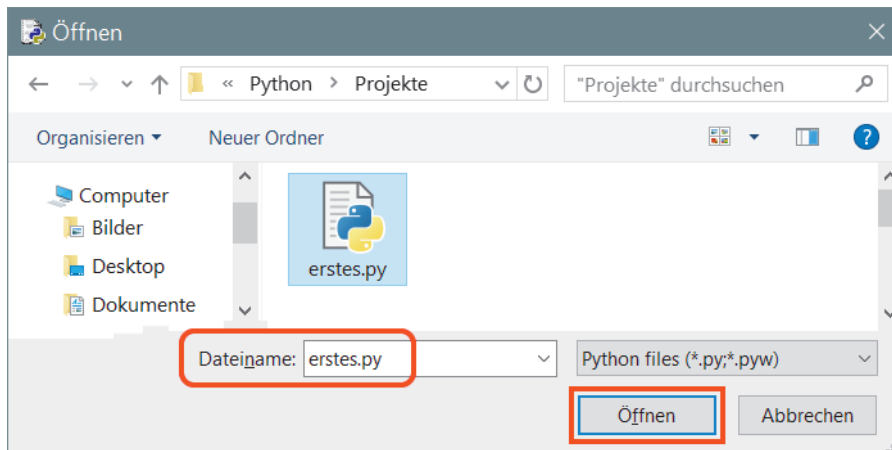 Öffnen
« Python > Projekte
"Projekte" durchsuchen
Organisieren
Neuer Ordner
?
Computer
Bilder
Desktop
Dokumente
erstes.py
Dateiname: erstes.py
Python files (*.py;*.pyw)
Öffnen
Abbrechen